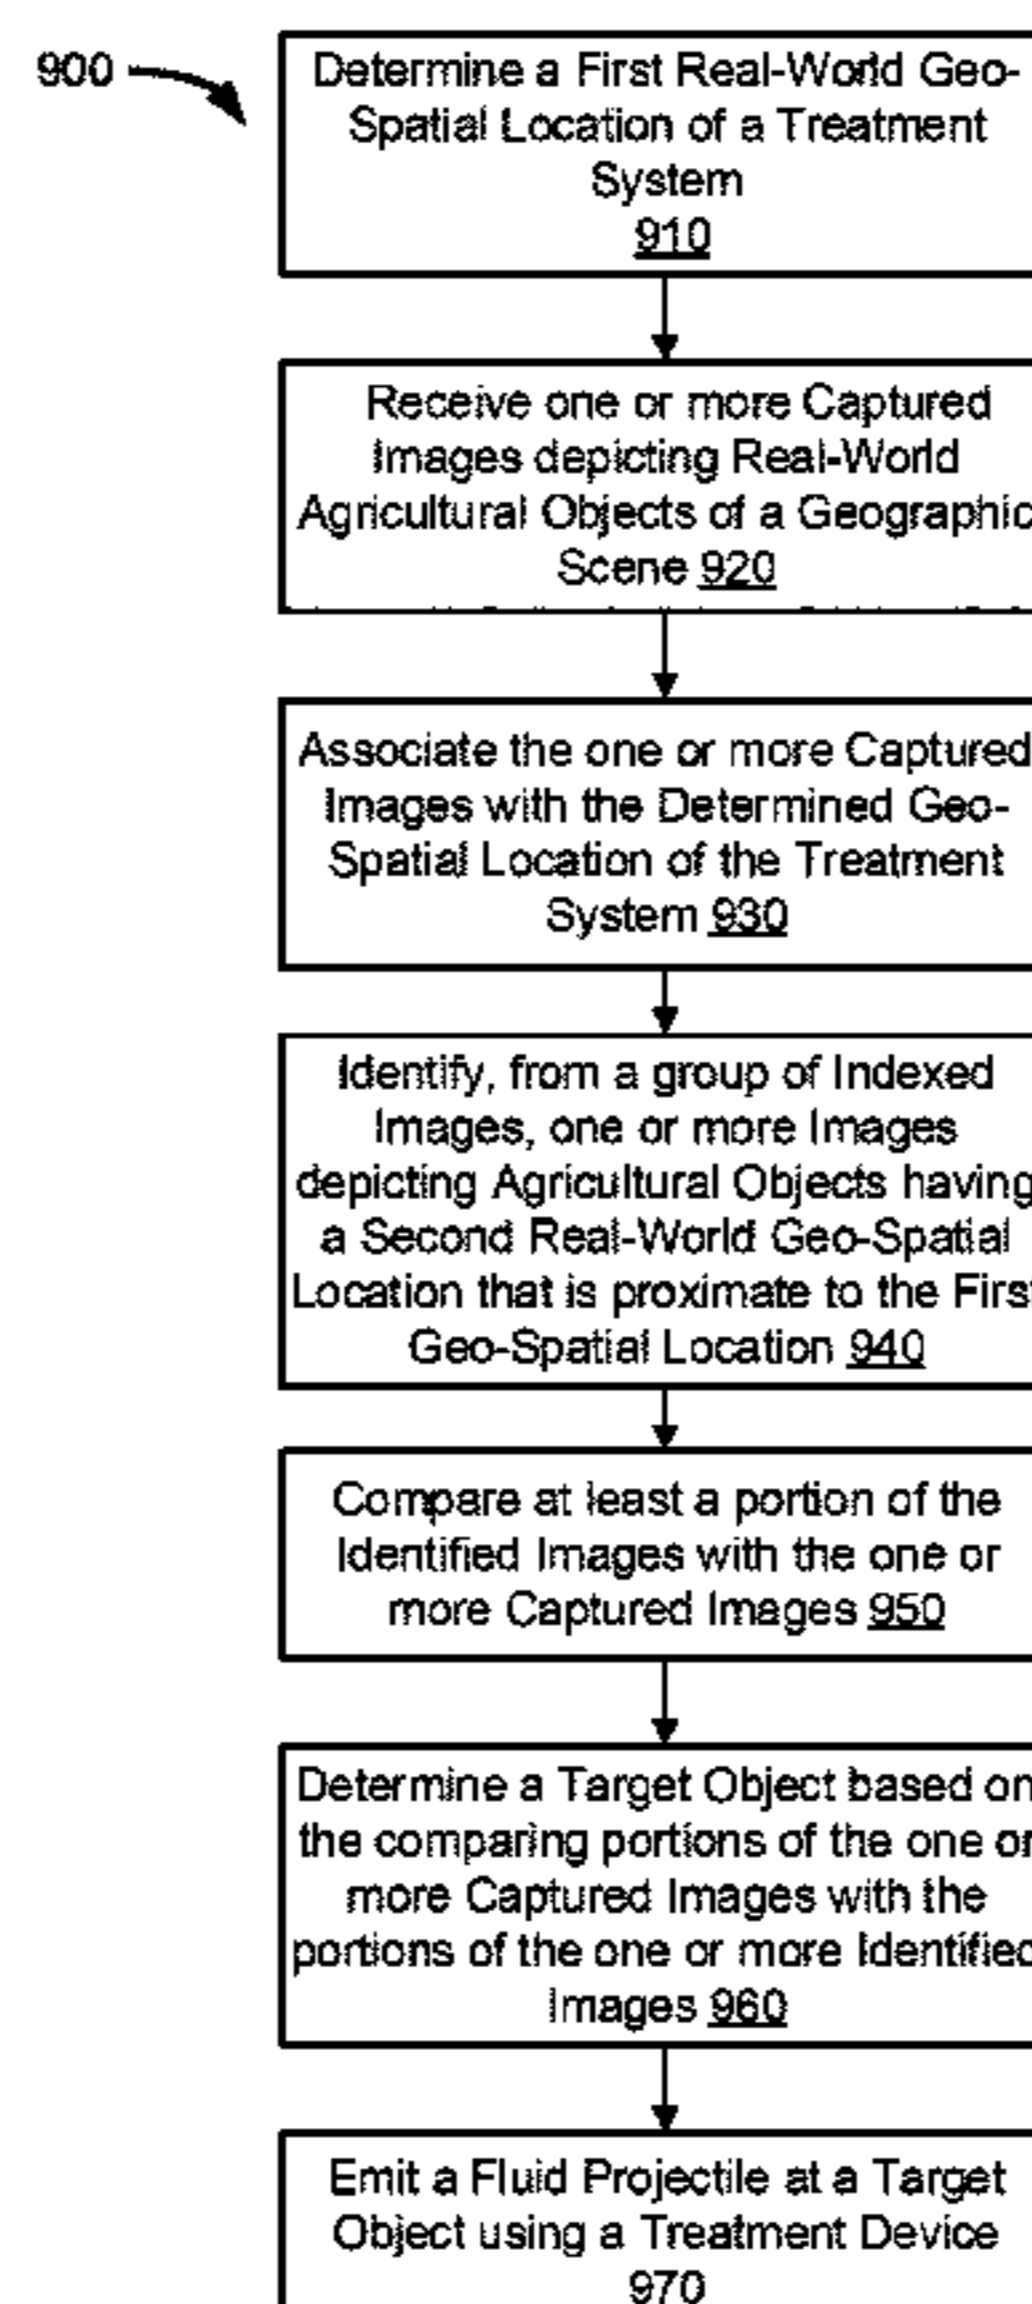 900
Determine a First Real-World Geo-
Spatial Location of a Treatment
System
910
Receive one or more Captured
Images depicting Real-World
Agricultural Objects of a Geographic
Scene 920
Associate the one or more Captured
Images with the Determined Geo-
Spatial Location of the Treatment
System 930
Identify, from a group of Indexed
Images, one or more Images
depicting Agricultural Objects having
a Second Real-World Geo-Spatial
Location that is proximate to the First
Geo-Spatial Location 940
Compare at least a portion of the
Identified Images with the one or
more Captured Images 950
Determine a Target Object based on
the comparing portions of the one or
more Captured Images with the
portions of the one or more Identified
Images 960
Emit a Fluid Projectile at a Target
Object using a Treatment Device
970